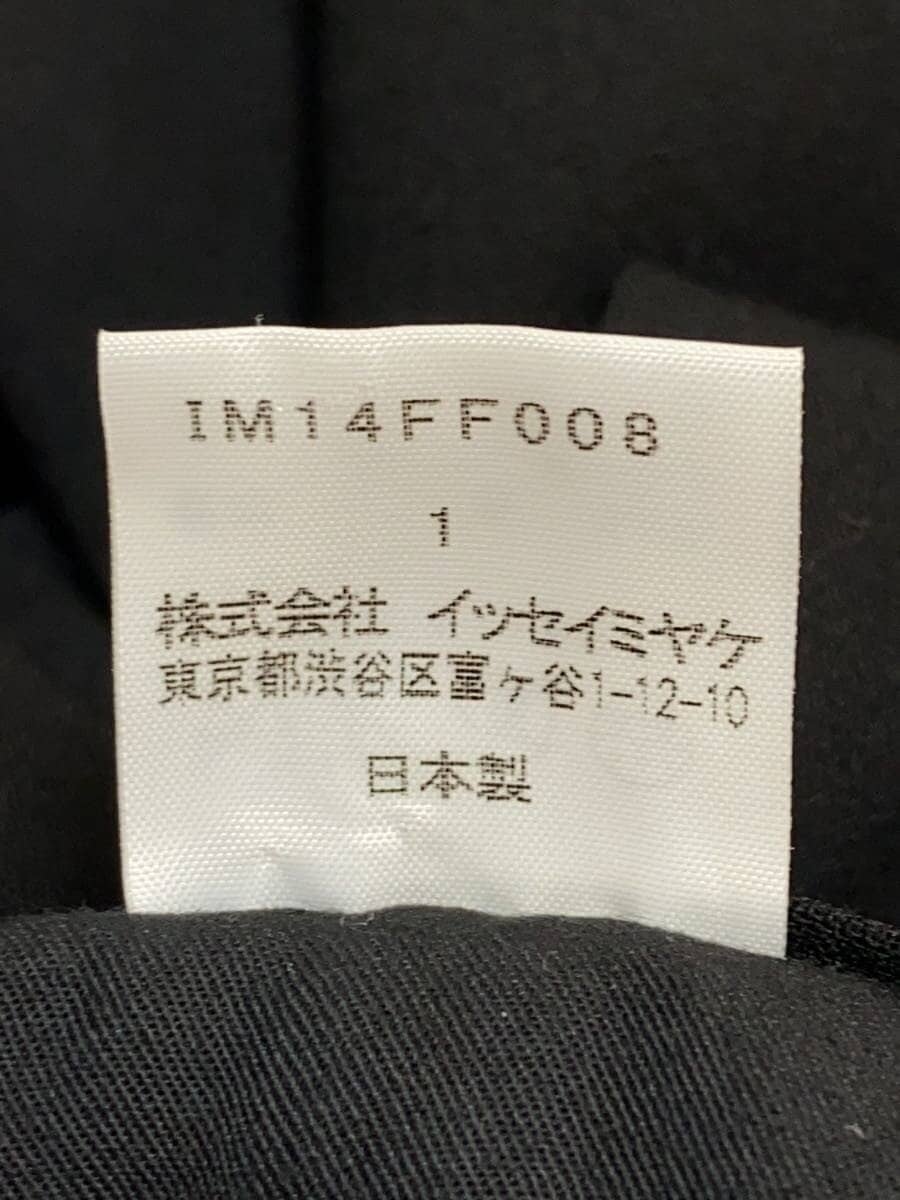 IM14FF008
1
株式会社 イッセイミヤケ
東京都渋谷区富ヶ谷1-12-10
日本製